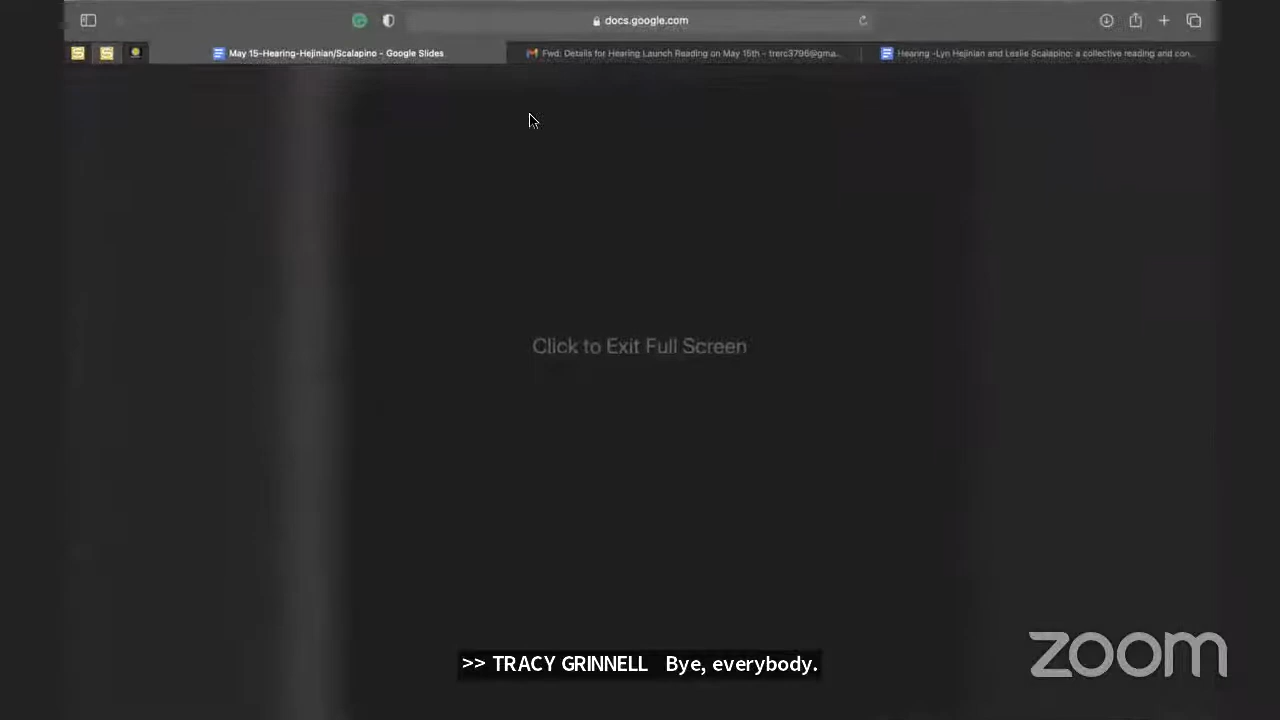 docs.google.com
May 15-Hearing-Hejinian/Scalapino - Google Slides
Fwd: Details for Hearing Launch Reading on May 15th - trerc3796@gma...
Hearing -Lyn Hejinian and Leslie Scalapino: a collective reading and con...
Click to Exit Full Screen
>> TRACY GRINNELL Bye, everybody.
zoom